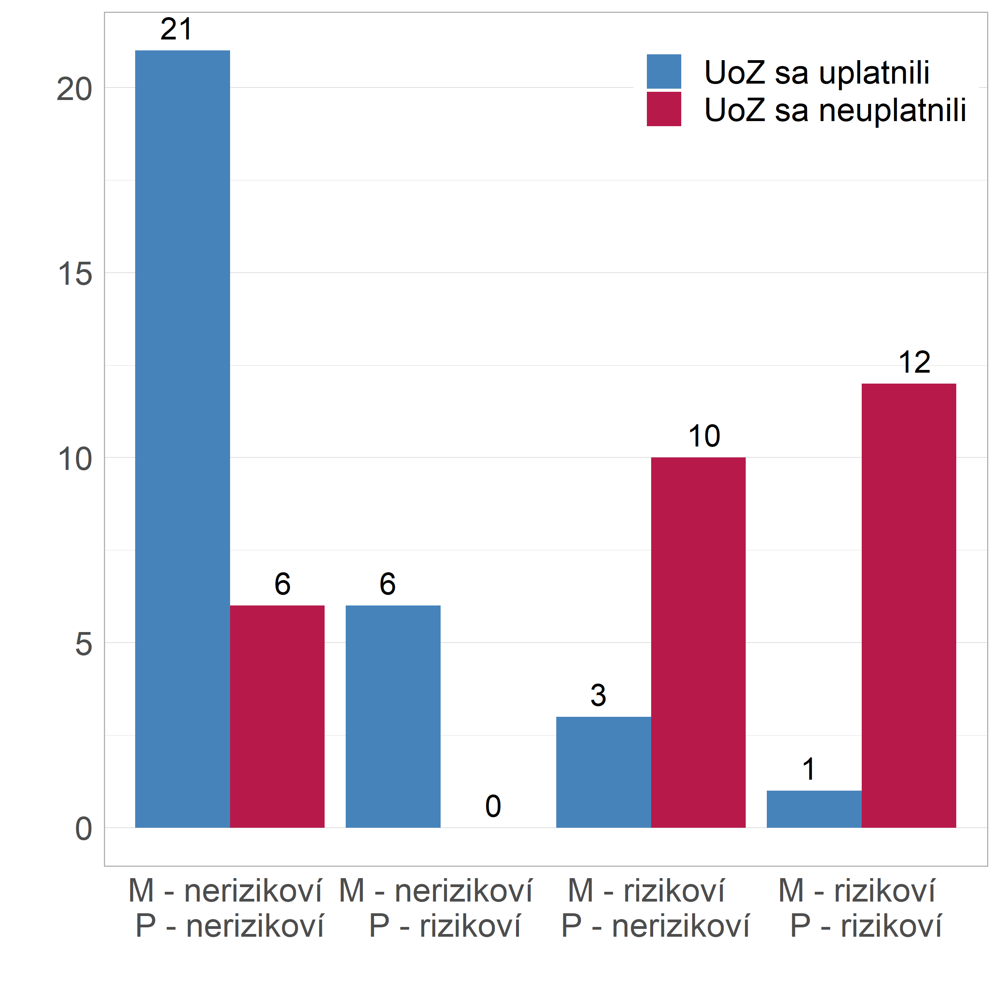 21
UoZ sa uplatnili
UoZ sa neuplatnili
20
15
12
10
10
6
6
5
3
1
0
0
M - nerizikoví
P - nerizikoví
M - nerizikoví
P - rizikoví
M - rizikoví
P - nerizikoví
M - rizikoví
P - rizikoví